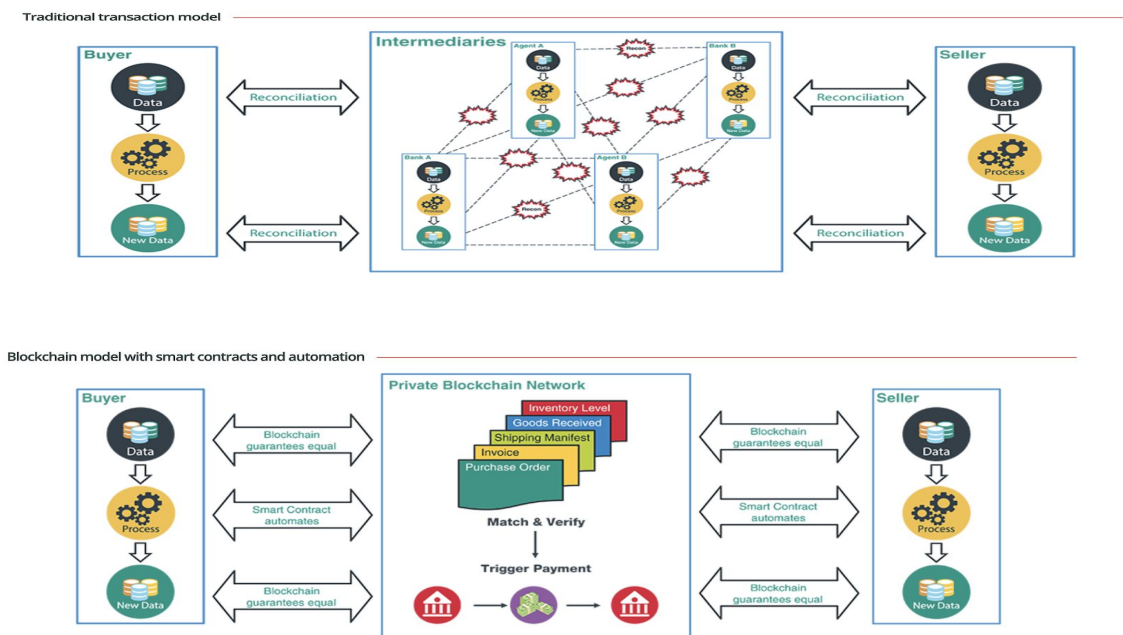 Traditional transaction model
Buyer
Data
Process
New Data
Reconciliation
Reconciliation
Intermediaries
Agent A
Data
Process
New Data
Bank B
Data
Process
New Data
Recon
Bank A
Data
Process
New Data
Agent B
Data
Process
New Data
Recon
Reconciliation
Reconciliation
Seller
Data
Process
New Data
Blockchain model with smart contracts and automation
Buyer
Data
Process
New Data
Blockchain
guarantees equal
Smart Contract
automates
Blockchain
guarantees equal
Private Blockchain Network
Inventory Level
Goods Received
Shipping Manifest
Invoice
Purchase Order
Match & Verify
Trigger Payment
Blockchain
guarantees equal
Smart Contract
automates
Blockchain
guarantees equal
Seller
Data
Process
New Data